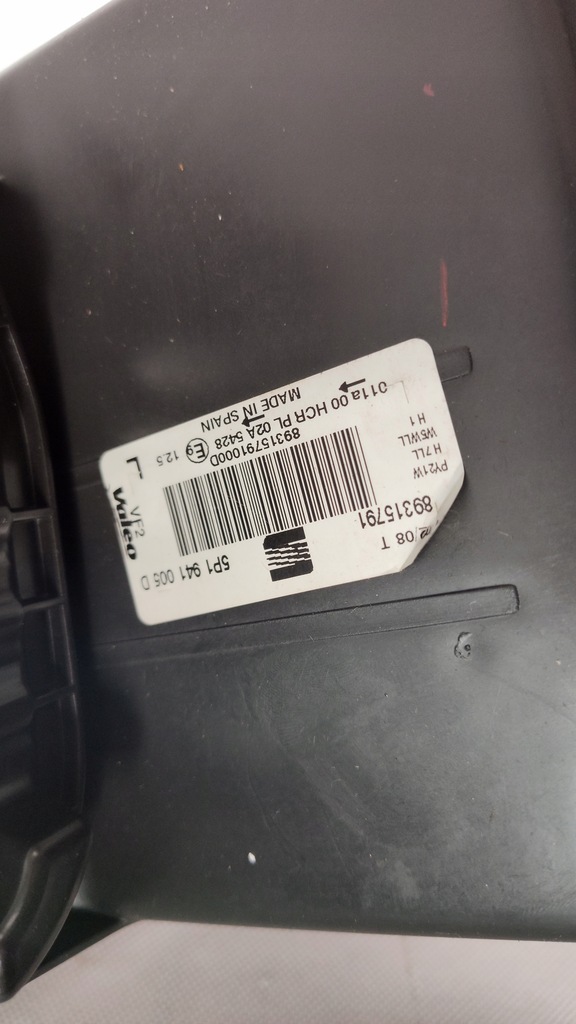 5P1 941 005 D
Valeo
VF2
L
89315791
/08 T
PY21W
H7LL
W5WLL
H1
89315791000D
E9 12.5
011a 00 HCR PL 02A 5428
MADE IN SPAIN